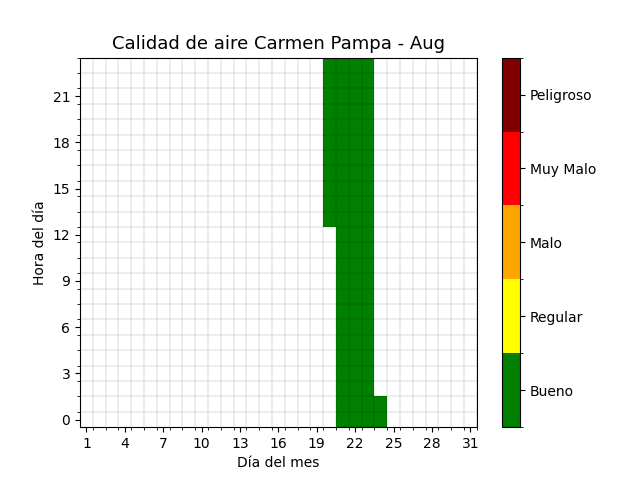 Calidad de aire Carmen Pampa - Aug
Hora del día
21
18
15
12
9
6
3
0
1 4 7 10 13 16 19 22 25 28 31
Día del mes
Peligroso
Muy Malo
Malo
Regular
Bueno